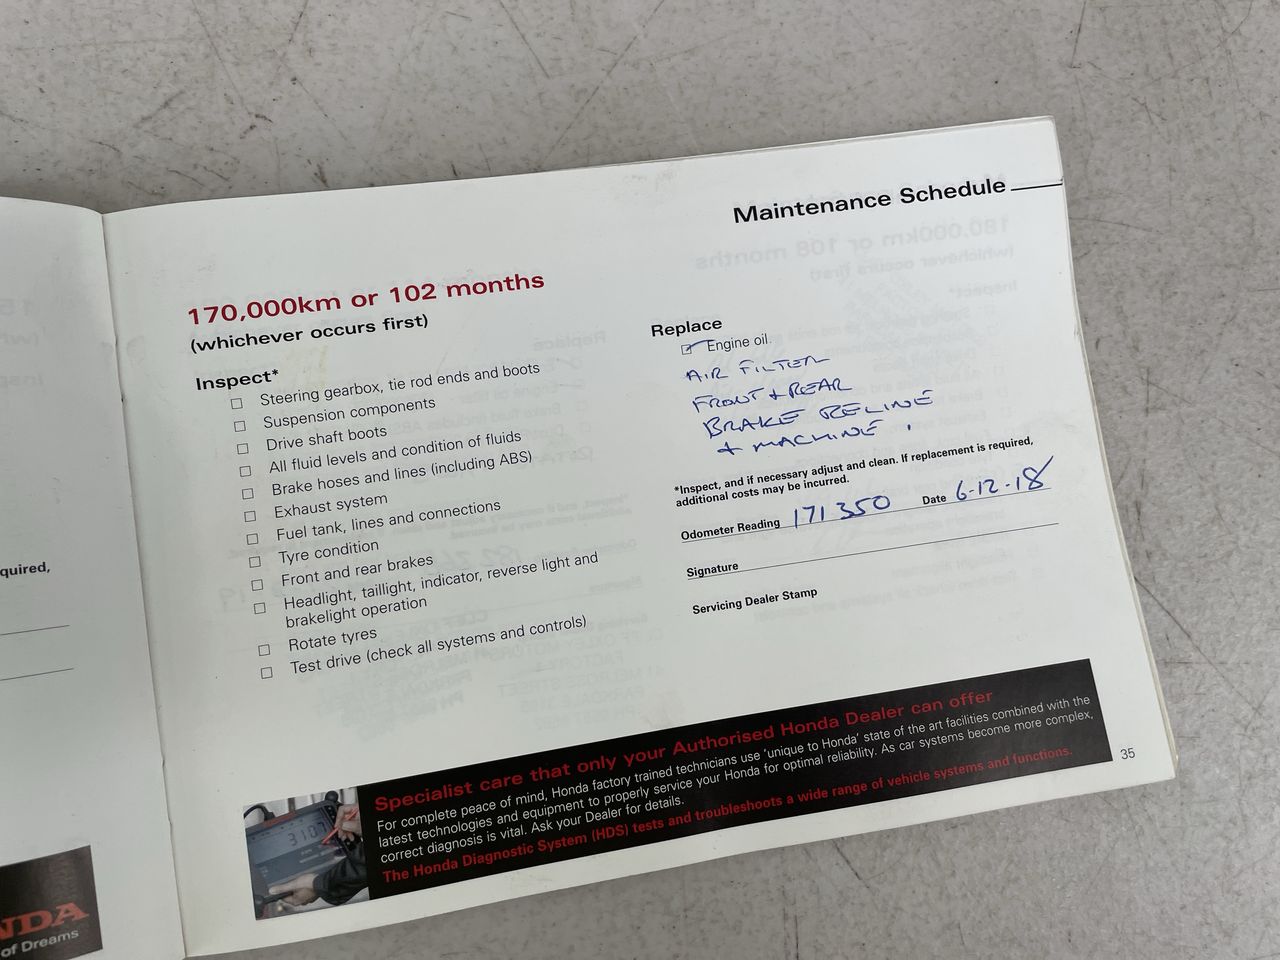 Maintenance Schedule
170,000km or 102 months
(whichever occurs first)
Inspect*
Steering gearbox, tie rod ends and boots
Suspension components
Drive shaft boots
All fluid levels and condition of fluids
Brake hoses and lines (including ABS)
Exhaust system
Fuel tank, lines and connections
Tyre condition
Front and rear brakes
Headlight, taillight, indicator, reverse light and
brakelight operation
Rotate tyres
Test drive (check all systems and controls)
Replace
Engine oil.
AIR FILTER
FRONT + REAR
BRAKE RELINE
+ MACHINE.
*Inspect, and if necessary adjust and clean. If replacement is required,
additional costs may be incurred.
Odometer Reading 171350 Date 6-12-18
Signature
Servicing Dealer Stamp
Specialist care that only your Authorised Honda Dealer can offer
For complete peace of mind, Honda factory trained technicians use 'unique to Honda' state of the art facilities combined with the
latest technologies and equipment to properly service your Honda for optimal reliability. As car systems become more complex,
correct diagnosis is vital. Ask your Dealer for details.
The Honda Diagnostic System (HDS) tests and troubleshoots a wide range of vehicle systems and functions.
35
quired,
NDA
of Dreams